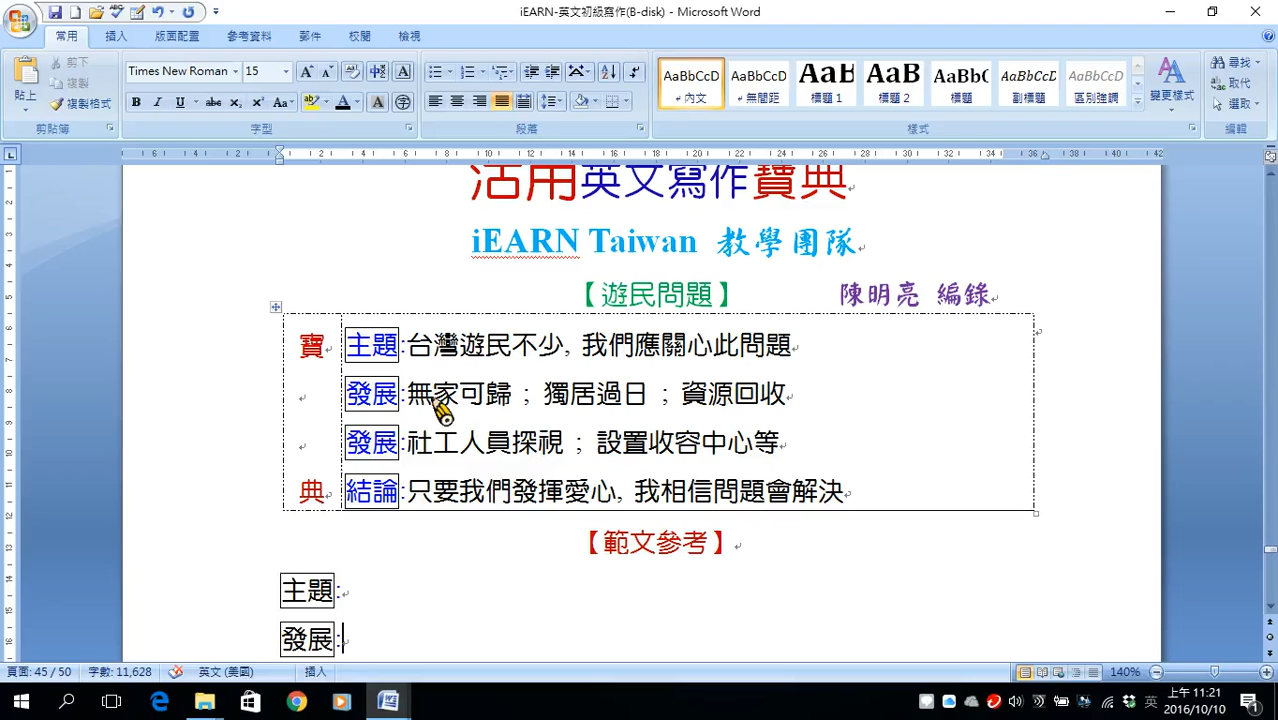 iEARN-英文初級寫作(B-disk) - Microsoft Word
常用 插入 版面配置 參考資料 郵件 校閱 檢視
貼上 剪下 複製 複製格式 剪貼簿
Times New Roman 15
字型
段落
AaBbCcD 內文
AaBbCcD 無間距
AaBb 標題 1
AaB 標題 2
AaBb 標題
AaBbCcD 副標題
AaBbCcD 區別強調
變更樣式
樣式
尋找 取代 選取 編輯
活用英文寫作寶典
iEARN Taiwan 教學團隊
【遊民問題】 陳明亮 編錄
寶 主題:台灣遊民不少, 我們應關心此問題
發展:無家可歸 ; 獨居過日 ; 資源回收
發展:社工人員探視 ; 設置收容中心等
典 結論:只要我們發揮愛心, 我相信問題會解決
【範文參考】
主題:
發展:
頁面: 45 / 50 字數: 11,628 英文 (美國) 插入 140%
英 上午 11:21
2016/10/10